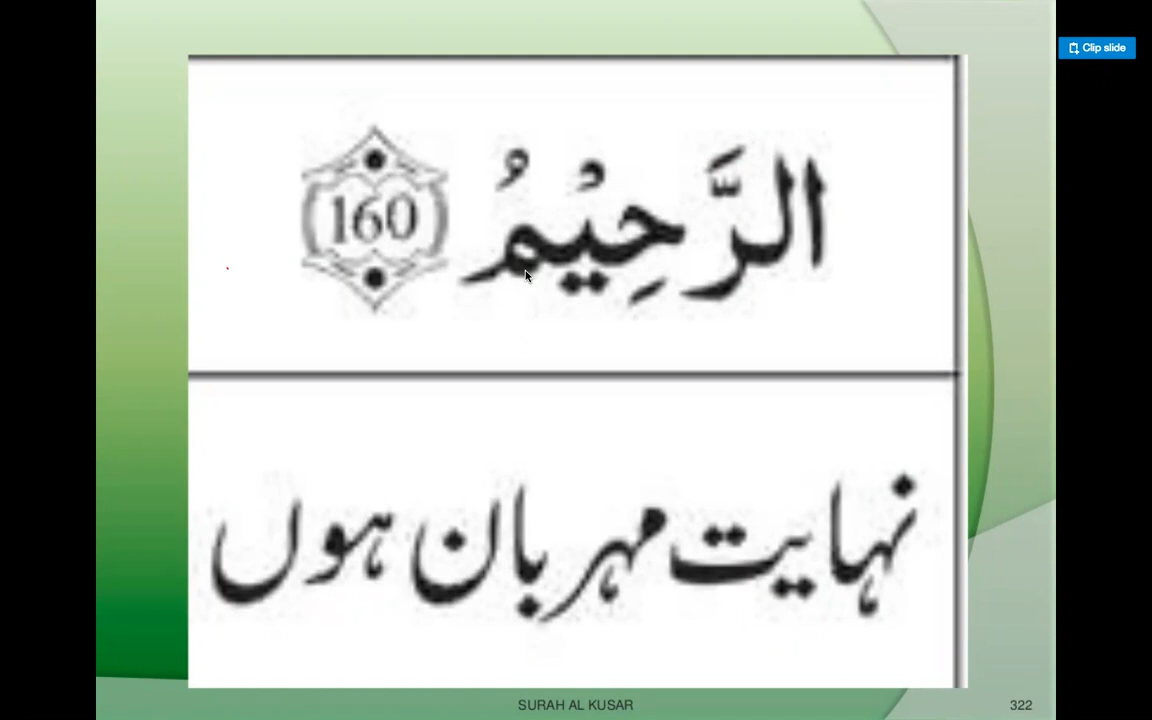 Clip slide
الرَّحِيْمُ 160
نہایت مہربان ہوں
SURAH AL KUSAR 322